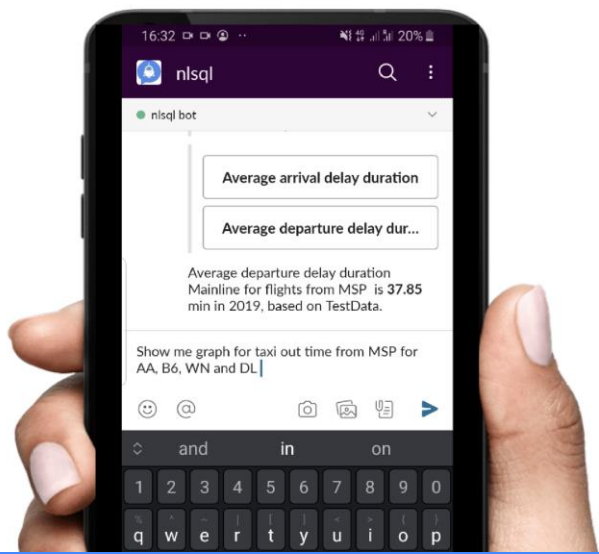 16:32
20%
nlsql
nlsql bot
Average arrival delay duration
Average departure delay dur...
Average departure delay duration
Mainline for flights from MSP is 37.85
min in 2019, based on TestData.
Show me graph for taxi out time from MSP for
AA, B6, WN and DL
@
and in on
1 2 3 4 5 6 7 8 9 0
q w e r t y u i o p